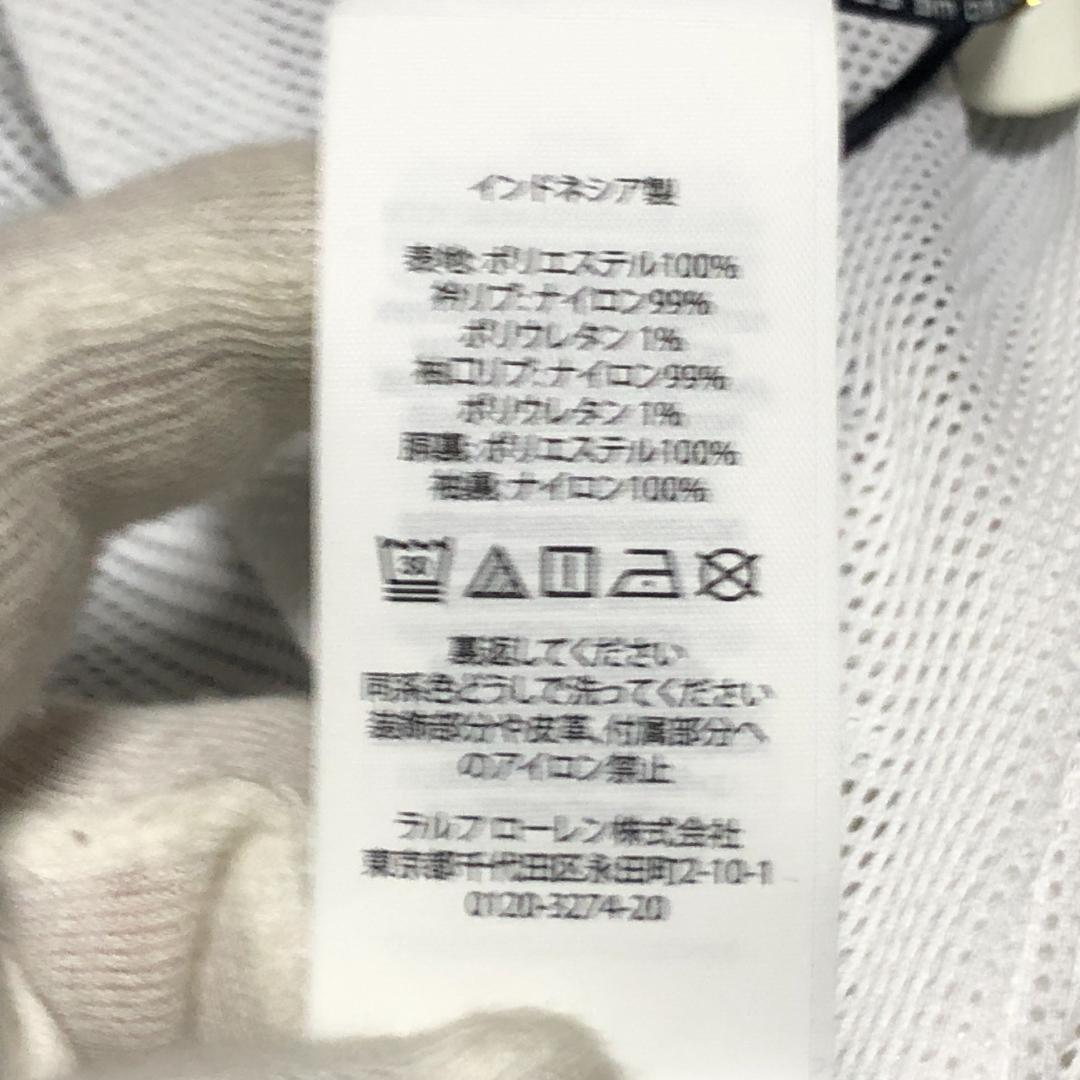 インドネシア製
表地:ポリエステル100%
衿リブ:ナイロン99%
ポリウレタン 1%
袖口リブ:ナイロン99%
ポリウレタン 1%
胴裏:ポリエステル100%
袖裏:ナイロン100%
30
裏返してください
同系色どうしで洗ってください
装飾部分や皮革、付属部分へ
のアイロン禁止
ラルフ ローレン株式会社
東京都千代田区永田町2-10-1
0120-3274-20